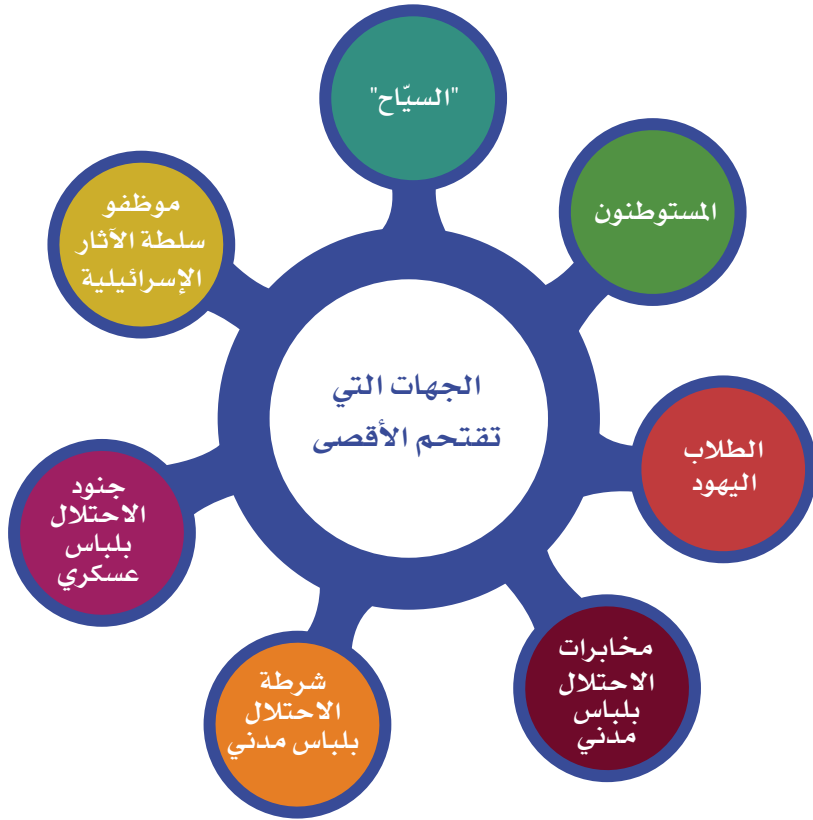 الجهات التي
تقتحم الأقصى
"السيّاح"
المستوطنون
الطلاب
اليهود
مخابرات
الاحتلال
بلباس
مدني
شرطة
الاحتلال
بلباس مدني
جنود
الاحتلال
بلباس
عسكري
موظفو
سلطة الآثار
الإسرائيلية